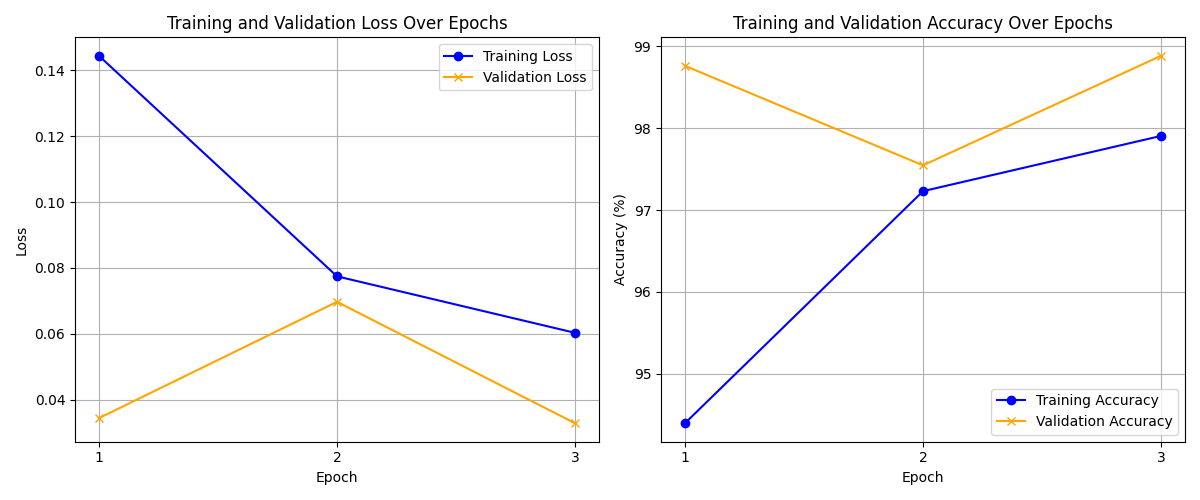 Training and Validation Loss Over Epochs
Training Loss
Validation Loss
0.14
0.12
0.10
0.08
0.06
0.04
Loss
1
2
3
Epoch
Training and Validation Accuracy Over Epochs
99
98
97
96
95
Accuracy (%)
Training Accuracy
Validation Accuracy
1
2
3
Epoch